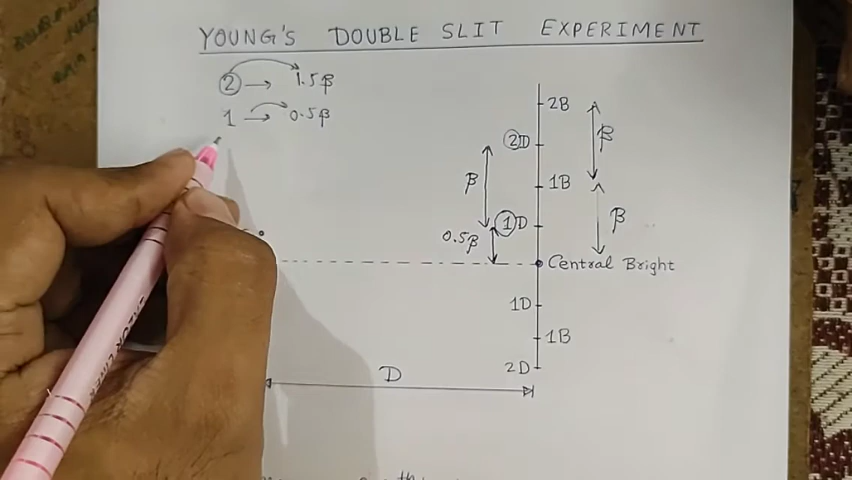 YOUNG'S DOUBLE SLIT EXPERIMENT
2 → 1.5β
1 → 0.5β
2B
β
2D
β
1B
β
1D
0.5β
Central Bright
1D
1B
2D
D